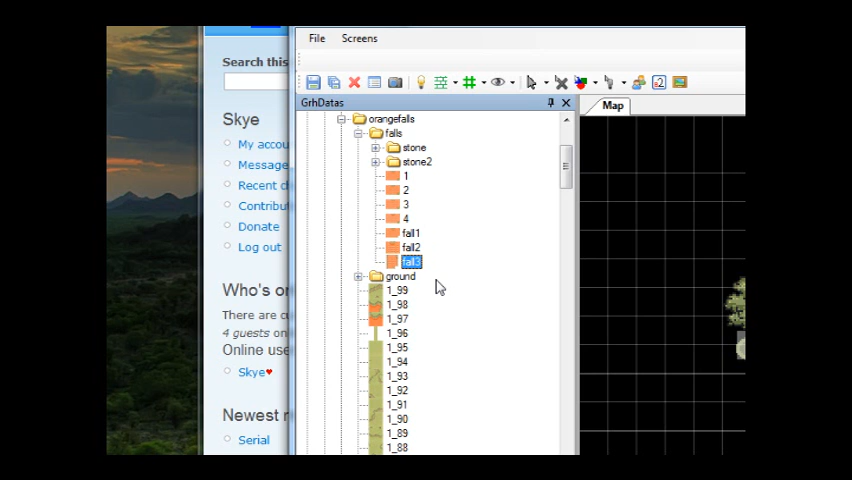 File Screens
Search this
GrhDatas
Map
orangefalls
falls
Skye
stone
My accou
stone2
Message
1
Recent c
2
Contribut
3
Donate
4
Log out
fall1
fall2
fall3
ground
Who's on
1_99
There are cu
1_98
4 guests on
1_97
Online use
1_96
Skye♥
1_95
1_94
1_93
1_92
Newest
1_91
1_90
Serial
1_89
1_88